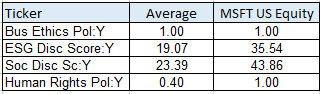 Ticker Average MSFT US Equity
Bus Ethics Pol:Y 1.00 1.00
ESG Disc Score:Y 19.07 35.54
Soc Disc Sc:Y 23.39 43.86
Human Rights Pol:Y 0.40 1.00